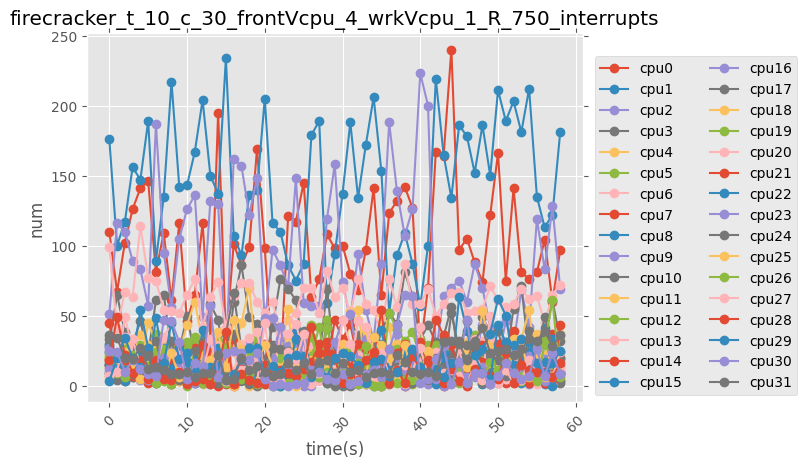 firecracker_t_10_c_30_frontVcpu_4_wrkVcpu_1_R_750_interrupts
250
200
150
100
50
0
num
0 10 20 30 40 50 60
time(s)
cpu0 cpu16
cpu1 cpu17
cpu2 cpu18
cpu3 cpu19
cpu4 cpu20
cpu5 cpu21
cpu6 cpu22
cpu7 cpu23
cpu8 cpu24
cpu9 cpu25
cpu10 cpu26
cpu11 cpu27
cpu12 cpu28
cpu13 cpu29
cpu14 cpu30
cpu15 cpu31